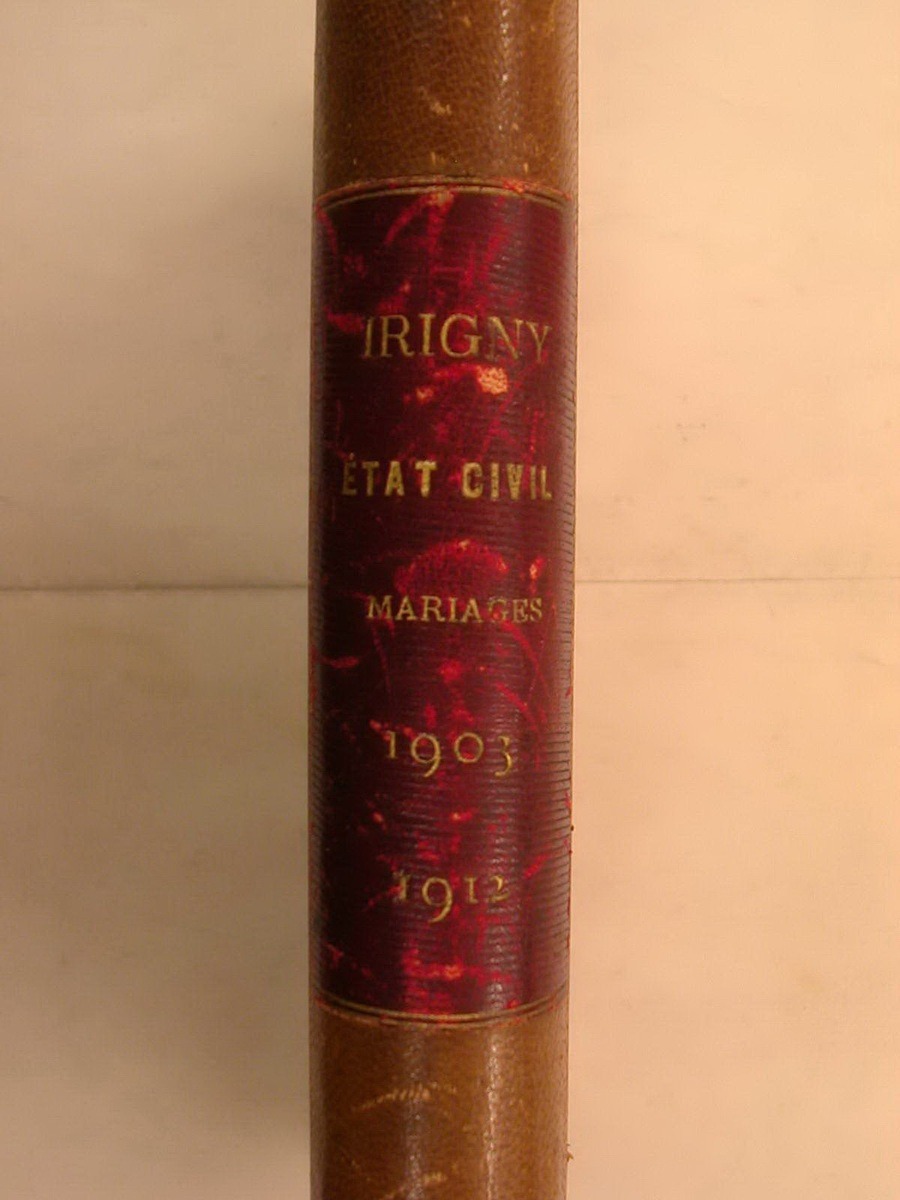 IRIGNY
ÉTAT CIVIL
MARIAGES
1903
1912